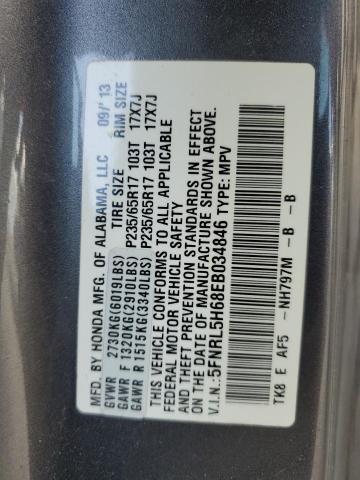 MFD. BY HONDA MFG. OF ALABAMA, LLC 09/'13
GVWR 2730KG(6019LBS) TIRE SIZE RIM SIZE
GAWR F 1320KG(2910LBS) P235/65R17 103T 17X7J
GAWR R 1515KG(3340LBS) P235/65R17 103T 17X7J
THIS VEHICLE CONFORMS TO ALL APPLICABLE
FEDERAL MOTOR VEHICLE SAFETY
AND THEFT PREVENTION STANDARDS IN EFFECT
ON THE DATE OF MANUFACTURE SHOWN ABOVE.
V.I.N.: 5FNRL5H68EB034846 TYPE: MPV
TK8 E AF5 -NH797M -B -B